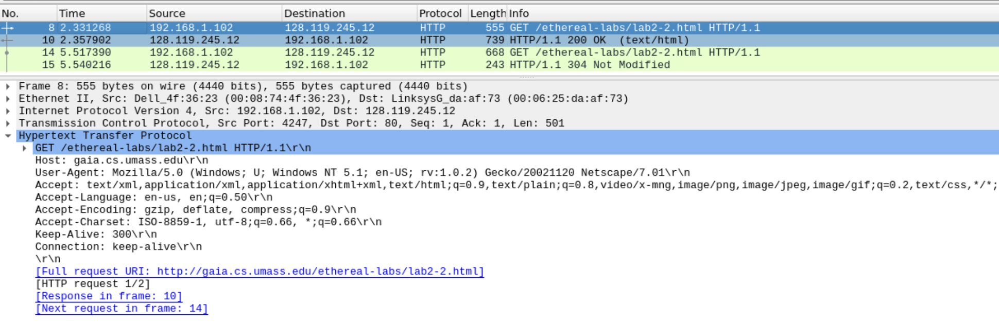 No. Time Source Destination Protocol Length Info
8 2.331268 192.168.1.102 128.119.245.12 HTTP 555 GET /ethereal-labs/lab2-2.html HTTP/1.1
10 2.357902 128.119.245.12 192.168.1.102 HTTP 739 HTTP/1.1 200 OK  (text/html)
14 5.517390 192.168.1.102 128.119.245.12 HTTP 668 GET /ethereal-labs/lab2-2.html HTTP/1.1
15 5.540216 128.119.245.12 192.168.1.102 HTTP 243 HTTP/1.1 304 Not Modified
Frame 8: 555 bytes on wire (4440 bits), 555 bytes captured (4440 bits)
Ethernet II, Src: Dell_4f:36:23 (00:08:74:4f:36:23), Dst: LinksysG_da:af:73 (00:06:25:da:af:73)
Internet Protocol Version 4, Src: 192.168.1.102, Dst: 128.119.245.12
Transmission Control Protocol, Src Port: 4247, Dst Port: 80, Seq: 1, Ack: 1, Len: 501
Hypertext Transfer Protocol
GET /ethereal-labs/lab2-2.html HTTP/1.1\r\n
Host: gaia.cs.umass.edu\r\n
User-Agent: Mozilla/5.0 (Windows; U; Windows NT 5.1; en-US; rv:1.0.2) Gecko/20021120 Netscape/7.01\r\n
Accept: text/xml,application/xml,application/xhtml+xml,text/html;q=0.9,text/plain;q=0.8,video/x-mng,image/png,image/jpeg,image/gif;q=0.2,text/css,*/*;
Accept-Language: en-us, en;q=0.50\r\n
Accept-Encoding: gzip, deflate, compress;q=0.9\r\n
Accept-Charset: ISO-8859-1, utf-8;q=0.66, *;q=0.66\r\n
Keep-Alive: 300\r\n
Connection: keep-alive\r\n
\r\n
[Full request URI: http://gaia.cs.umass.edu/ethereal-labs/lab2-2.html]
[HTTP request 1/2]
[Response in frame: 10]
[Next request in frame: 14]